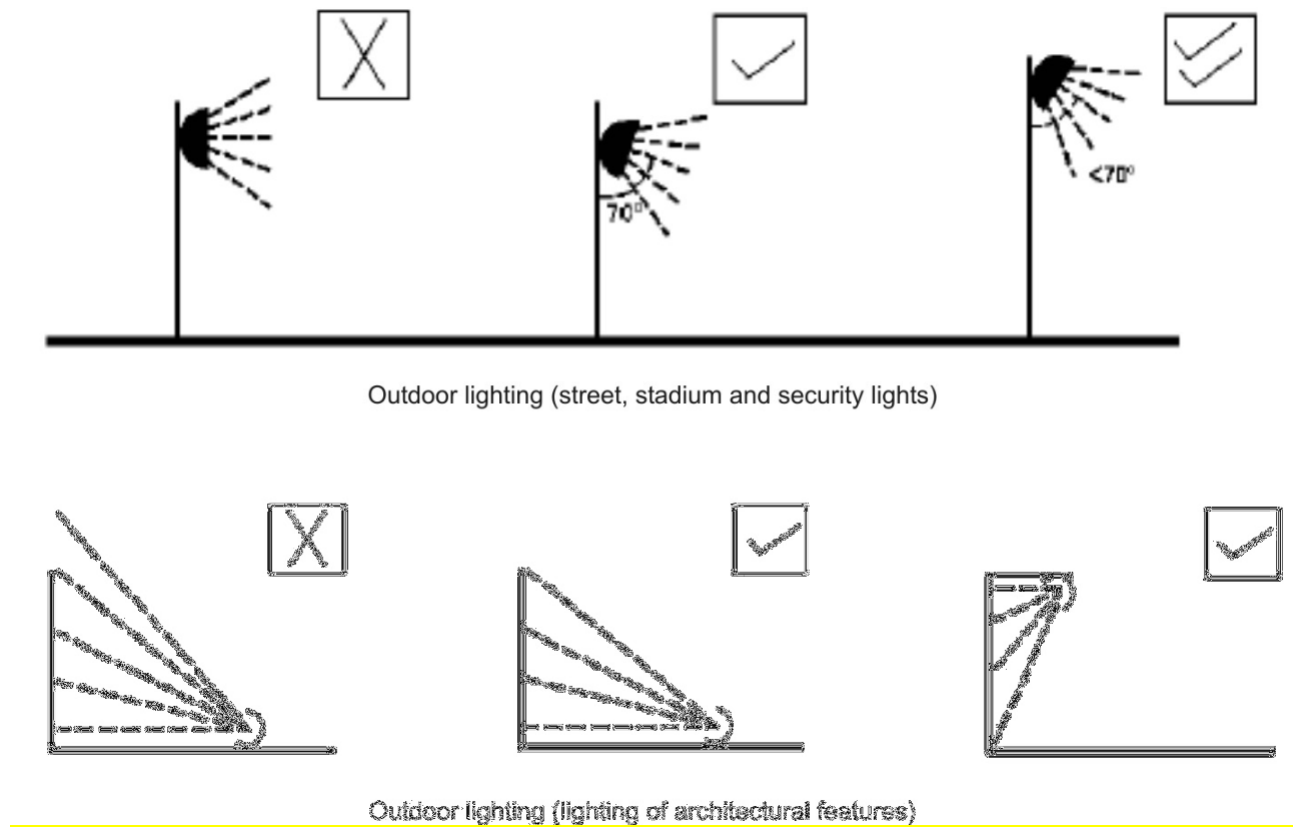 70°
<70°
Outdoor lighting (street, stadium and security lights)
Outdoor lighting (lighting of architectural features)